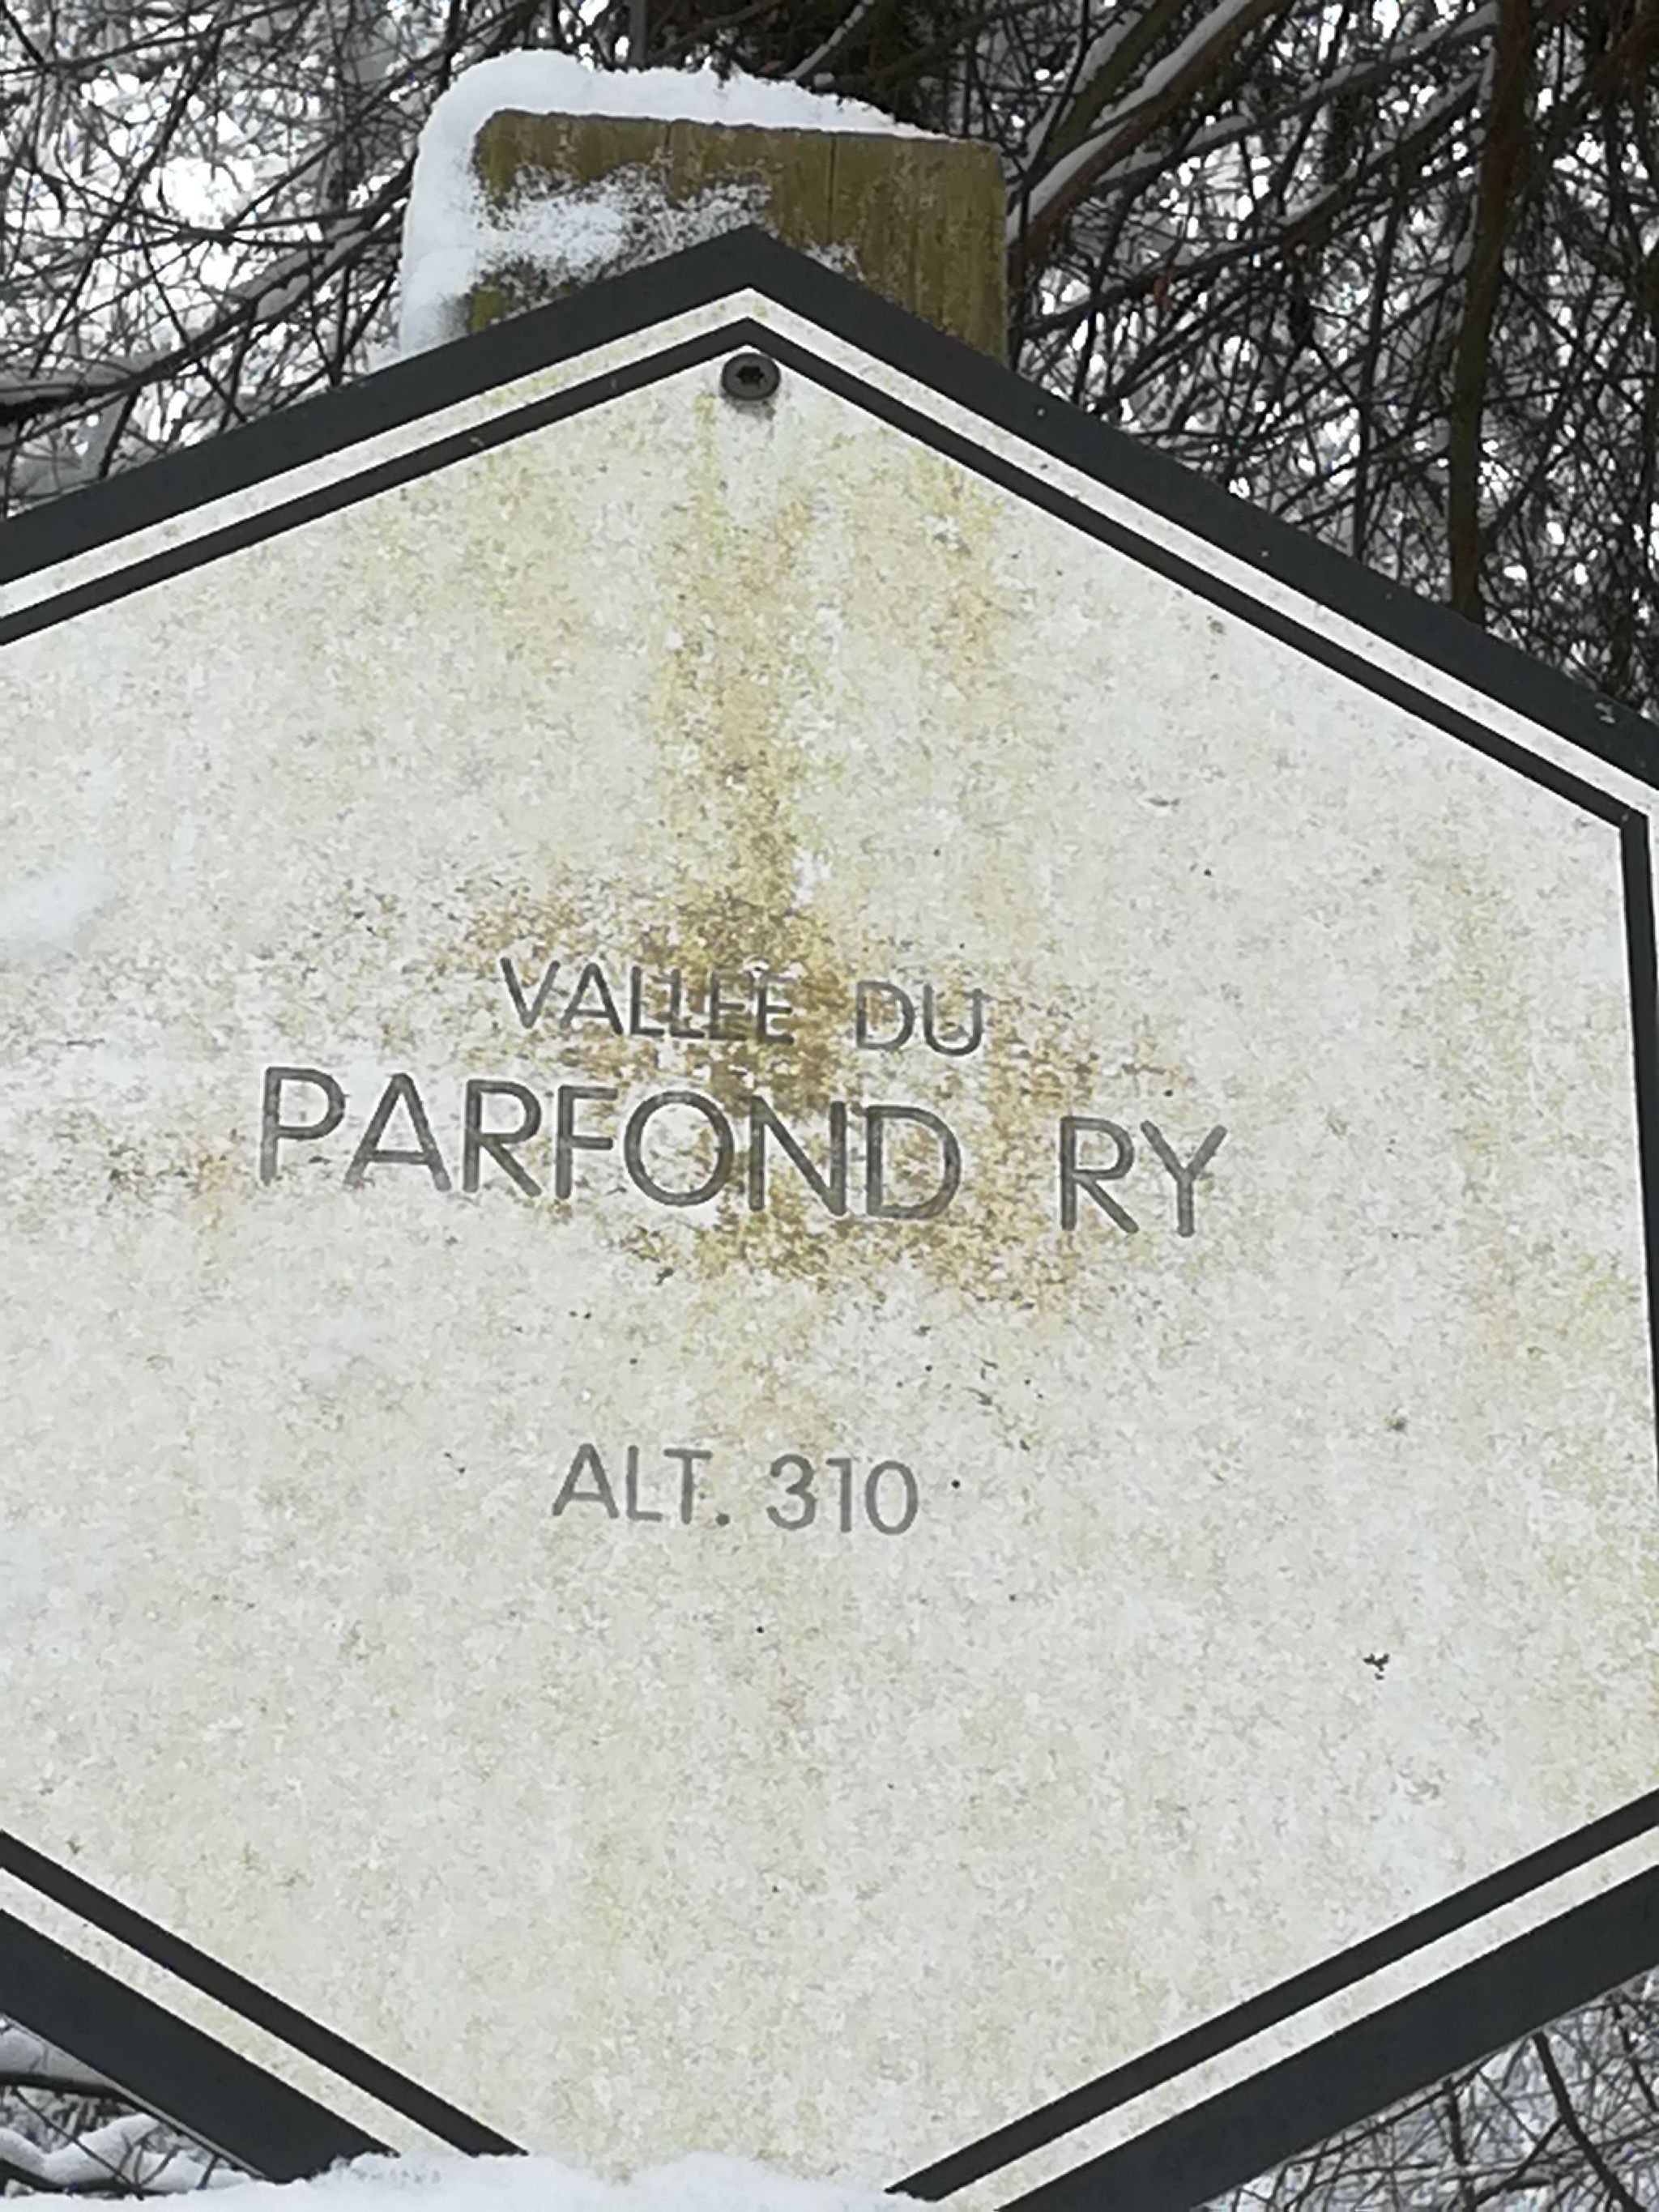 VALLEE DU
PARFOND RY
ALT. 310